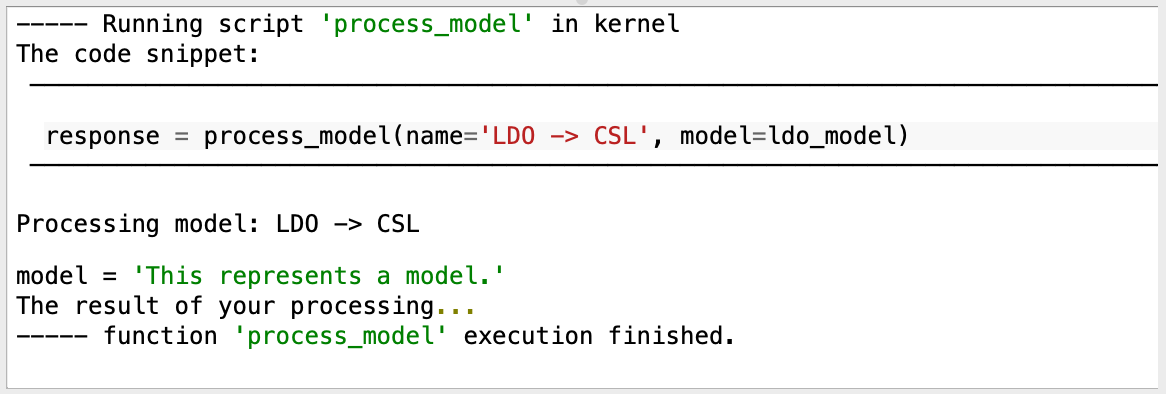 ----- Running script 'process_model' in kernel
The code snippet:
response = process_model(name='LDO -> CSL', model=ldo_model)
Processing model: LDO -> CSL
model = 'This represents a model.'
The result of your processing...
----- function 'process_model' execution finished.